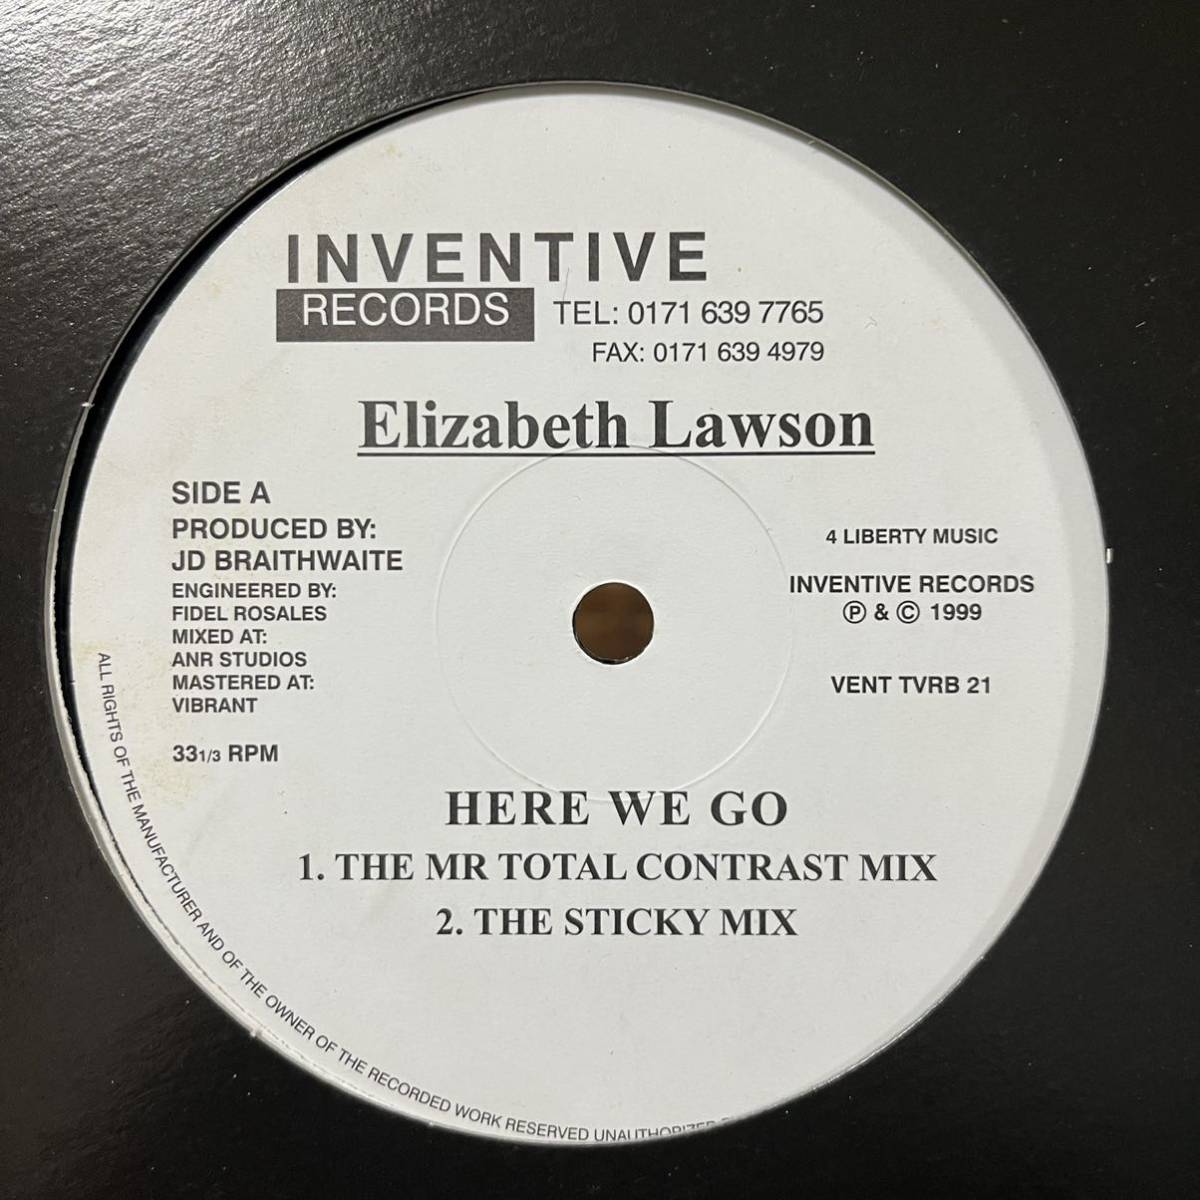 INVENTIVE
RECORDS
TEL: 0171 639 7765
FAX: 0171 639 4979
Elizabeth Lawson
SIDE A
PRODUCED BY:
JD BRAITHWAITE
ENGINEERED BY:
FIDEL ROSALES
MIXED AT:
ANR STUDIOS
MASTERED AT:
VIBRANT
33 1/3 RPM
4 LIBERTY MUSIC
INVENTIVE RECORDS
Ⓟ & © 1999
VENT TVRB 21
HERE WE GO
1. THE MR TOTAL CONTRAST MIX
2. THE STICKY MIX
ALL RIGHTS OF THE MANUFACTURER AND OF THE OWNER OF THE RECORDED WORK RESERVED